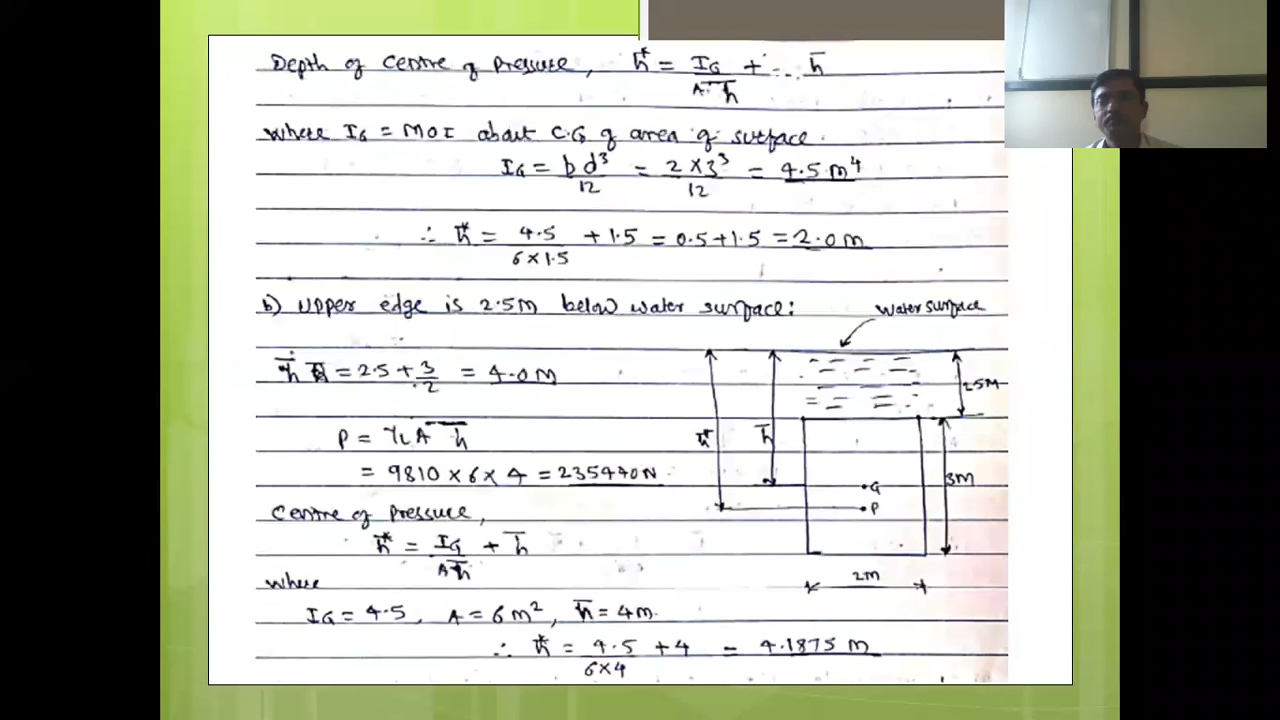 Depth of Centre of Pressure, h̄* = IG/Ah̄ + ... h̄
where IG = MOI about C.G of area of surface.
IG = bd³/12 = 2×3³/12 = 4.5 m⁴
∴ h̄* = 4.5/6×1.5 + 1.5 = 0.5+1.5 = 2.0 m
b) Upper edge is 2.5m below water surface:
water surface
h̄ = 2.5 + 3/2 = 4.0 m
2.5M
P = γL A h̄
h̄*
h̄
= 9810 × 6 × 4 = 235440N
G
3M
P
Centre of Pressure,
h̄* = IG/Ah̄ + h̄
2M
where
IG = 4.5, A = 6 m², h̄ = 4m.
∴ h̄* = 4.5/6×4 + 4 = 4.1875 m